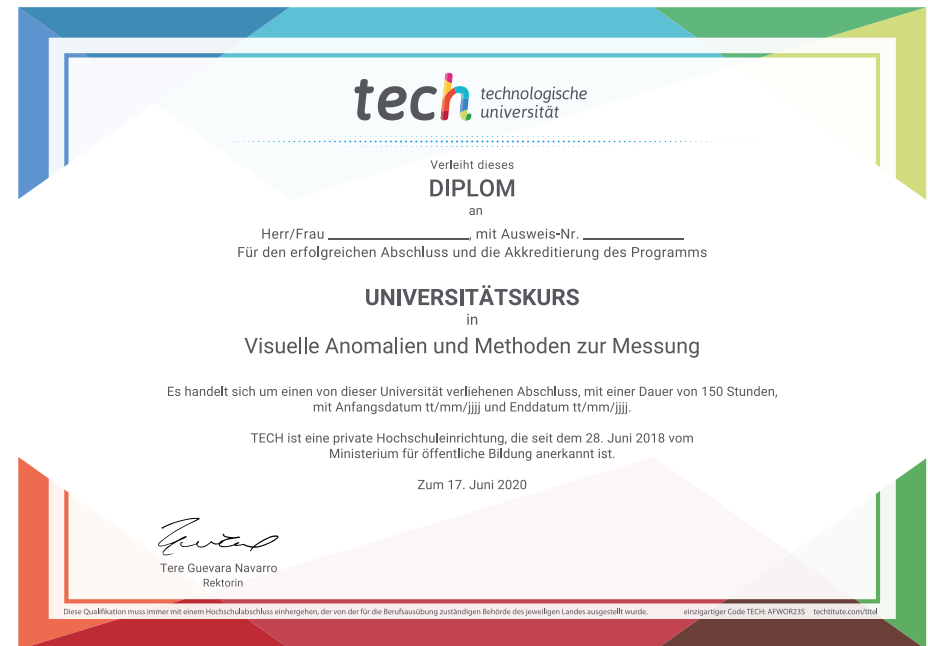 tech technologische
universität
Verleiht dieses
DIPLOM
an
Herr/Frau ____________________, mit Ausweis-Nr. ______________
Für den erfolgreichen Abschluss und die Akkreditierung des Programms
UNIVERSITÄTSKURS
in
Visuelle Anomalien und Methoden zur Messung
Es handelt sich um einen von dieser Universität verliehenen Abschluss, mit einer Dauer von 150 Stunden,
mit Anfangsdatum tt/mm/jjjj und Enddatum tt/mm/jjjj.
TECH ist eine private Hochschuleinrichtung, die seit dem 28. Juni 2018 vom
Ministerium für öffentliche Bildung anerkannt ist.
Zum 17. Juni 2020
Tere Guevara Navarro
Rektorin
Diese Qualifikation muss immer mit einem Hochschulabschluss einhergehen, der von der für die Berufsausübung zuständigen Behörde des jeweiligen Landes ausgestellt wurde. einzigartiger Code TECH: AFWOR23S techtitute.com/titel